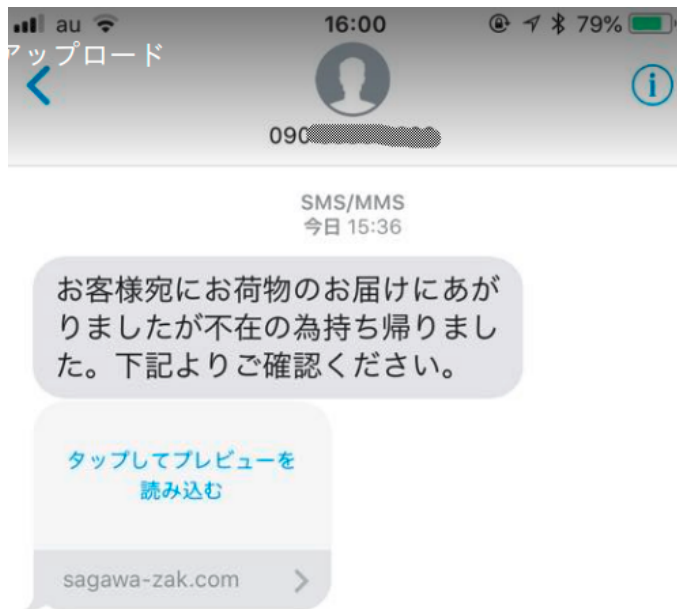 au 16:00 79%
アップロード
090
SMS/MMS
今日 15:36
お客様宛にお荷物のお届けにあが
りましたが不在の為持ち帰りまし
た。下記よりご確認ください。
タップしてプレビューを
読み込む
sagawa-zak.com